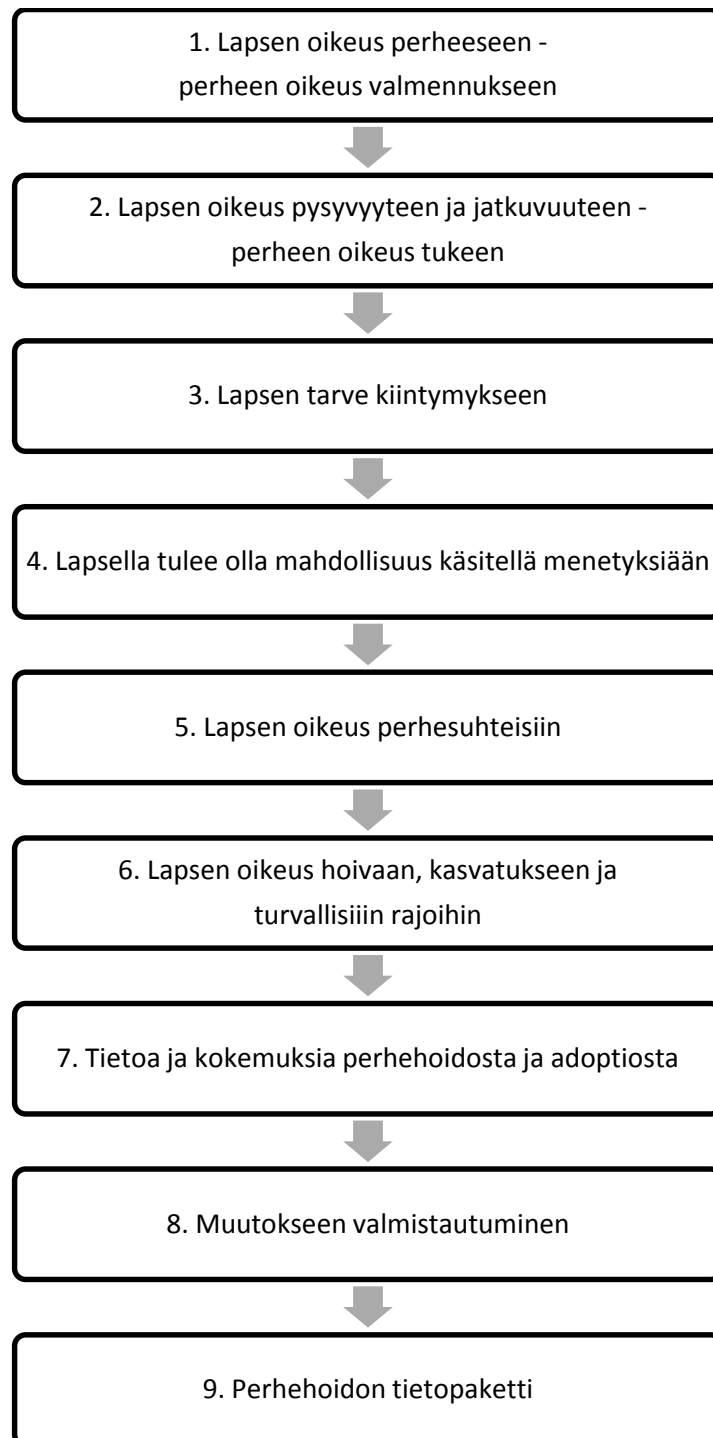 1. Lapsen oikeus perheeseen -
perheen oikeus valmennukseen
2. Lapsen oikeus pysyvyyteen ja jatkuvuuteen -
perheen oikeus tukeen
3. Lapsen tarve kiintymykseen
4. Lapsella tulee olla mahdollisuus käsitellä menetyksiään
5. Lapsen oikeus perhesuhteisiin
6. Lapsen oikeus hoivaan, kasvatukseen ja
turvallisiiin rajoihin
7. Tietoa ja kokemuksia perhehoidosta ja adoptiosta
8. Muutokseen valmistautuminen
9. Perhehoidon tietopaketti